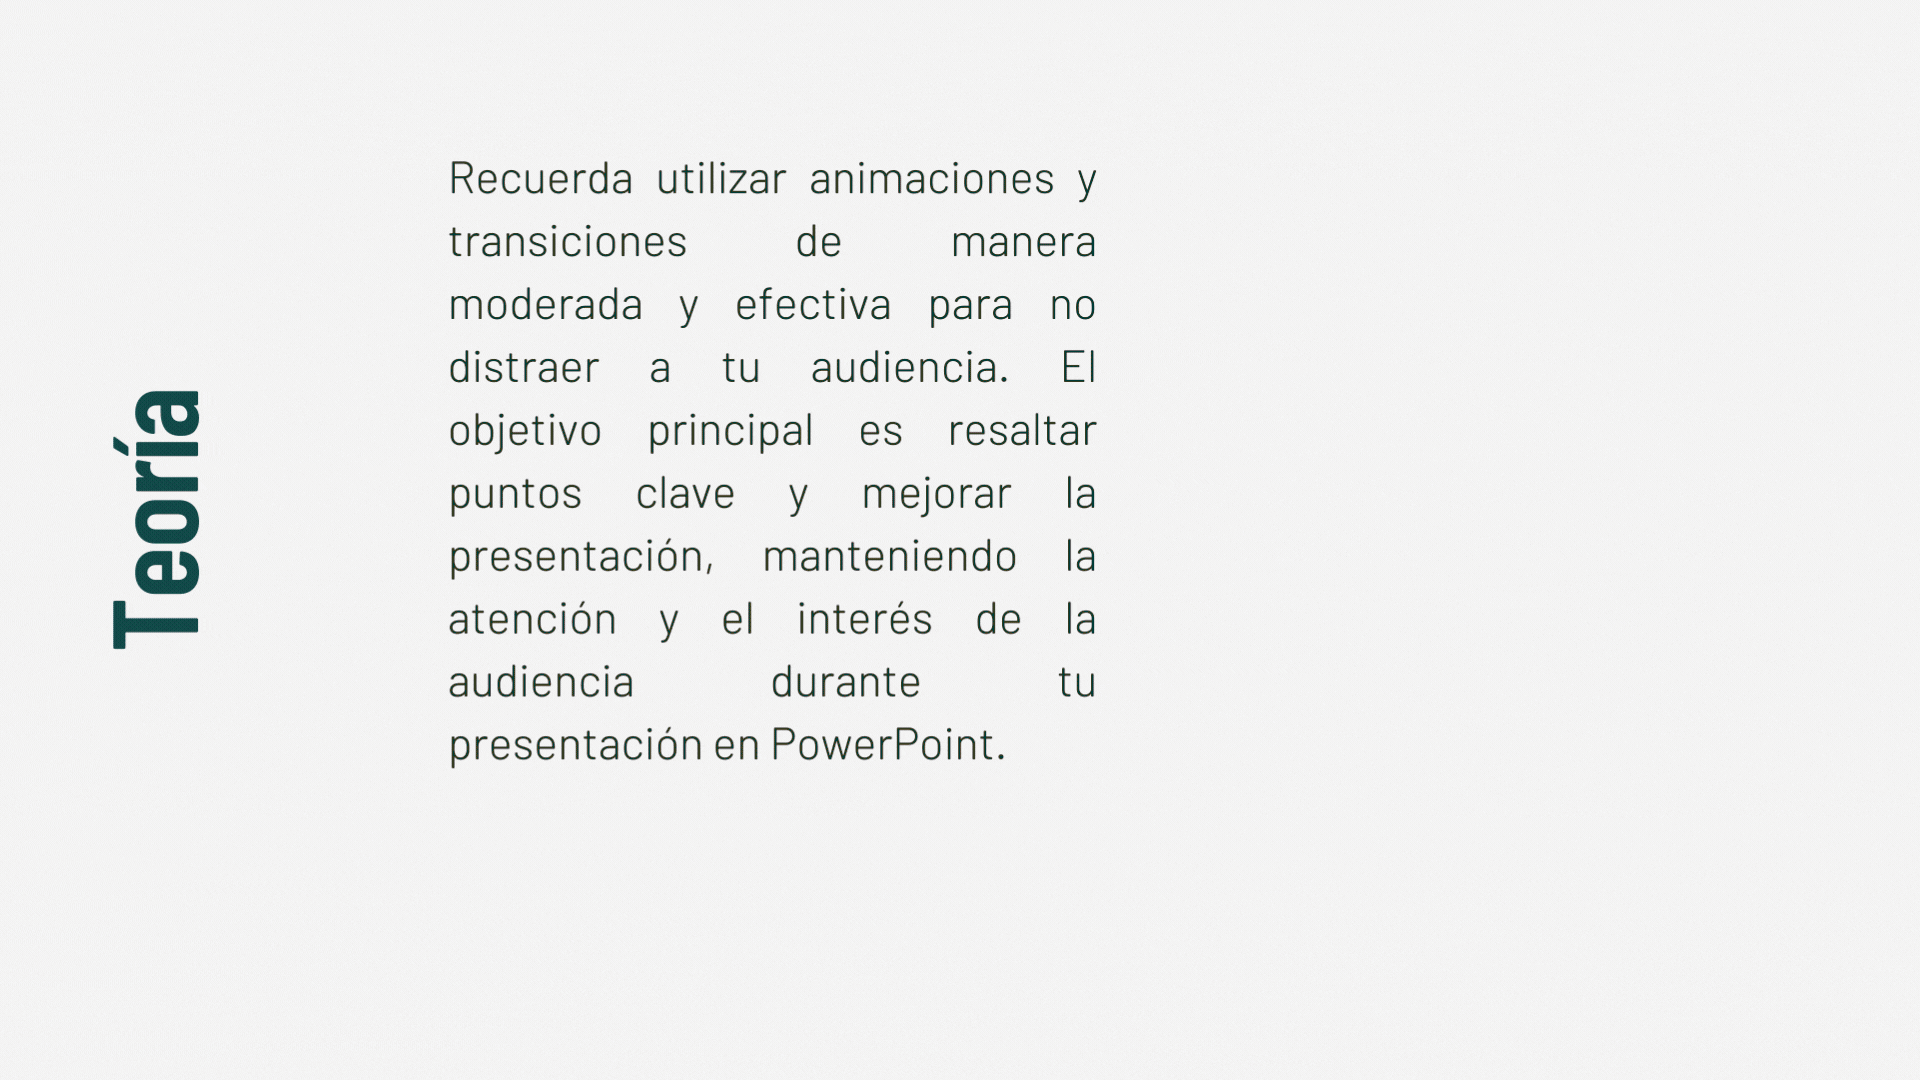 Teoría
Recuerda utilizar animaciones y
transiciones de manera
moderada y efectiva para no
distraer a tu audiencia. El
objetivo principal es resaltar
puntos clave y mejorar la
presentación, manteniendo la
atención y el interés de la
audiencia durante tu
presentación en PowerPoint.